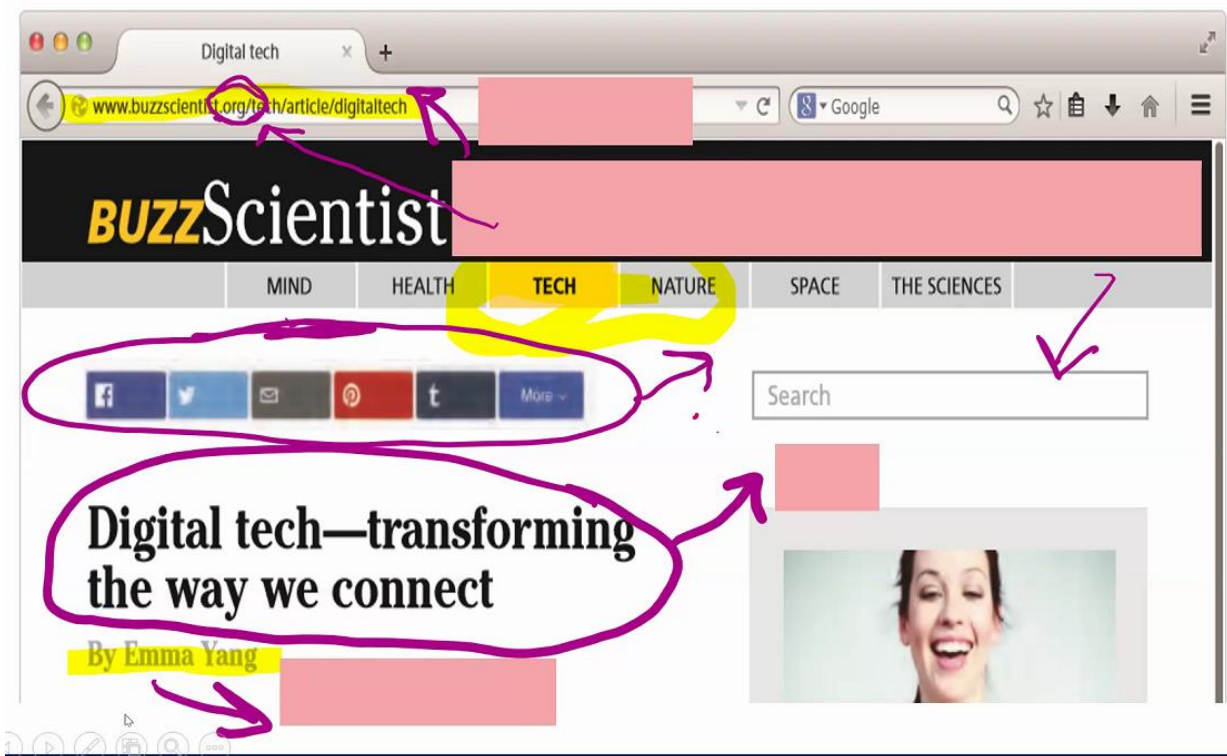 Digital tech × +
www.buzzscientist.org/tech/article/digitaltech 8 Google
BUZZScientist
MIND HEALTH TECH NATURE SPACE THE SCIENCES
f t More
Search
Digital tech—transforming
the way we connect
By Emma Yang